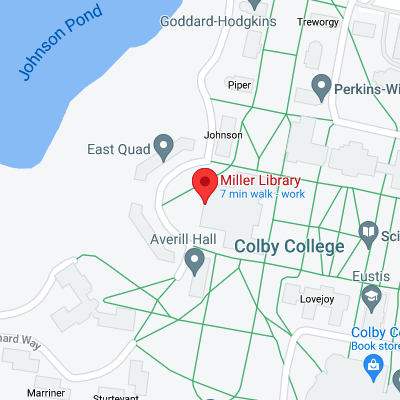 Johnson Pond
Goddard-Hodgkins
Treworgy
Piper
Perkins-Wi
Johnson
East Quad
Miller Library
7 min walk - work
Averill Hall
Colby College
Sci
Eustis
Lovejoy
Colby Co
Book store
hard Way
Marriner
Sturtevant